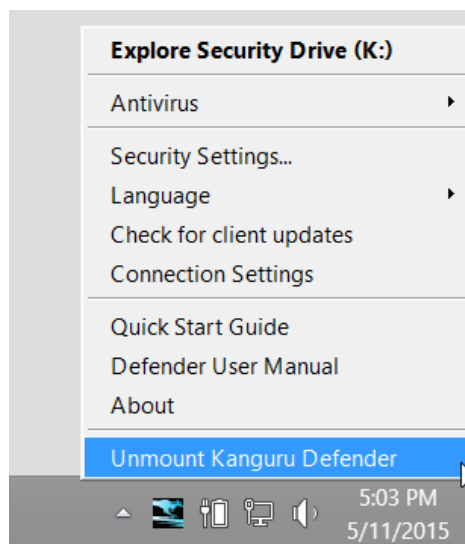 Explore Security Drive (K:)
Antivirus
Security Settings...
Language
Check for client updates
Connection Settings
Quick Start Guide
Defender User Manual
About
Unmount Kanguru Defender
5:03 PM
5/11/2015